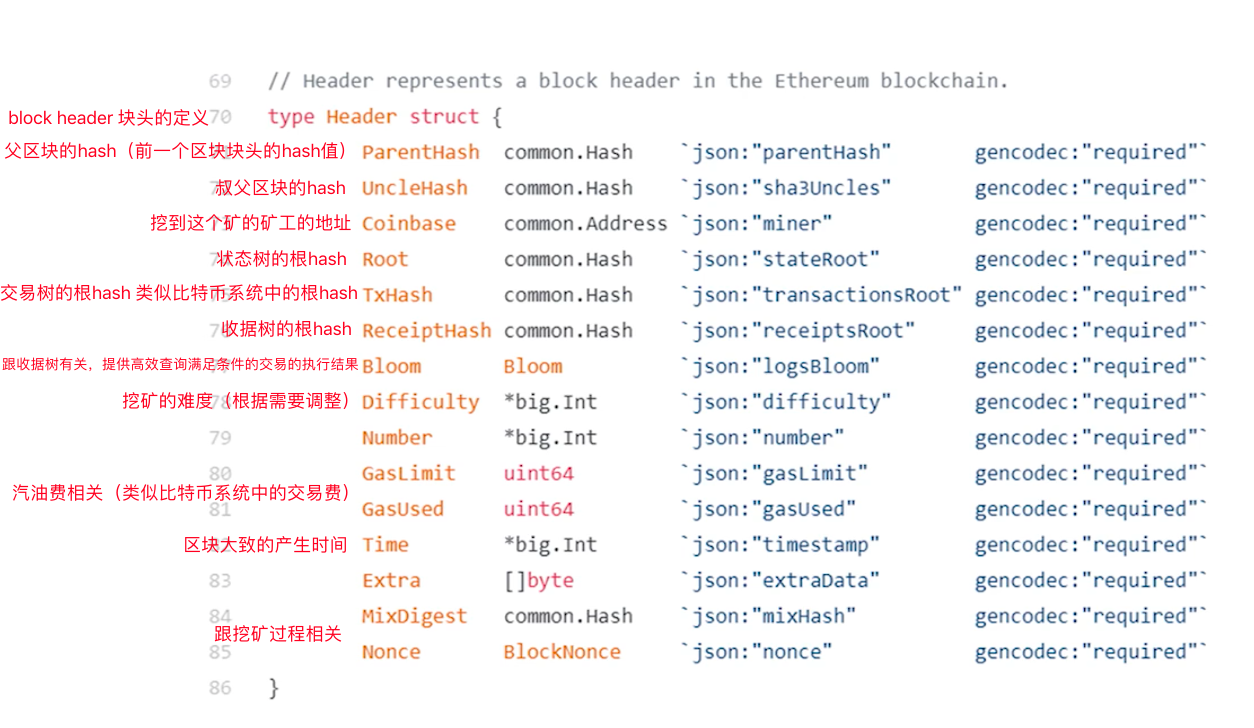 69 // Header represents a block header in the Ethereum blockchain.
block header 块头的定义 70 type Header struct {
父区块的hash（前一个区块块头的hash值） ParentHash common.Hash `json:"parentHash" gencodec:"required"`
叔父区块的hash UncleHash common.Hash `json:"sha3Uncles" gencodec:"required"`
挖到这个矿的矿工的地址 Coinbase common.Address `json:"miner" gencodec:"required"`
状态树的根hash Root common.Hash `json:"stateRoot" gencodec:"required"`
交易树的根hash 类似比特币系统中的根hash TxHash common.Hash `json:"transactionsRoot" gencodec:"required"`
收据树的根hash ReceiptHash common.Hash `json:"receiptsRoot" gencodec:"required"`
跟收据树有关，提供高效查询满足条件的交易的执行结果 Bloom Bloom `json:"logsBloom" gencodec:"required"`
挖矿的难度（根据需要调整） 78 Difficulty *big.Int `json:"difficulty" gencodec:"required"`
79 Number *big.Int `json:"number" gencodec:"required"`
80 GasLimit uint64 `json:"gasLimit" gencodec:"required"`
汽油费相关（类似比特币系统中的交易费）
81 GasUsed uint64 `json:"gasUsed" gencodec:"required"`
区块大致的产生时间 Time *big.Int `json:"timestamp" gencodec:"required"`
83 Extra []byte `json:"extraData" gencodec:"required"`
84 MixDigest common.Hash `json:"mixHash" gencodec:"required"`
跟挖矿过程相关
85 Nonce BlockNonce `json:"nonce" gencodec:"required"`
86 }